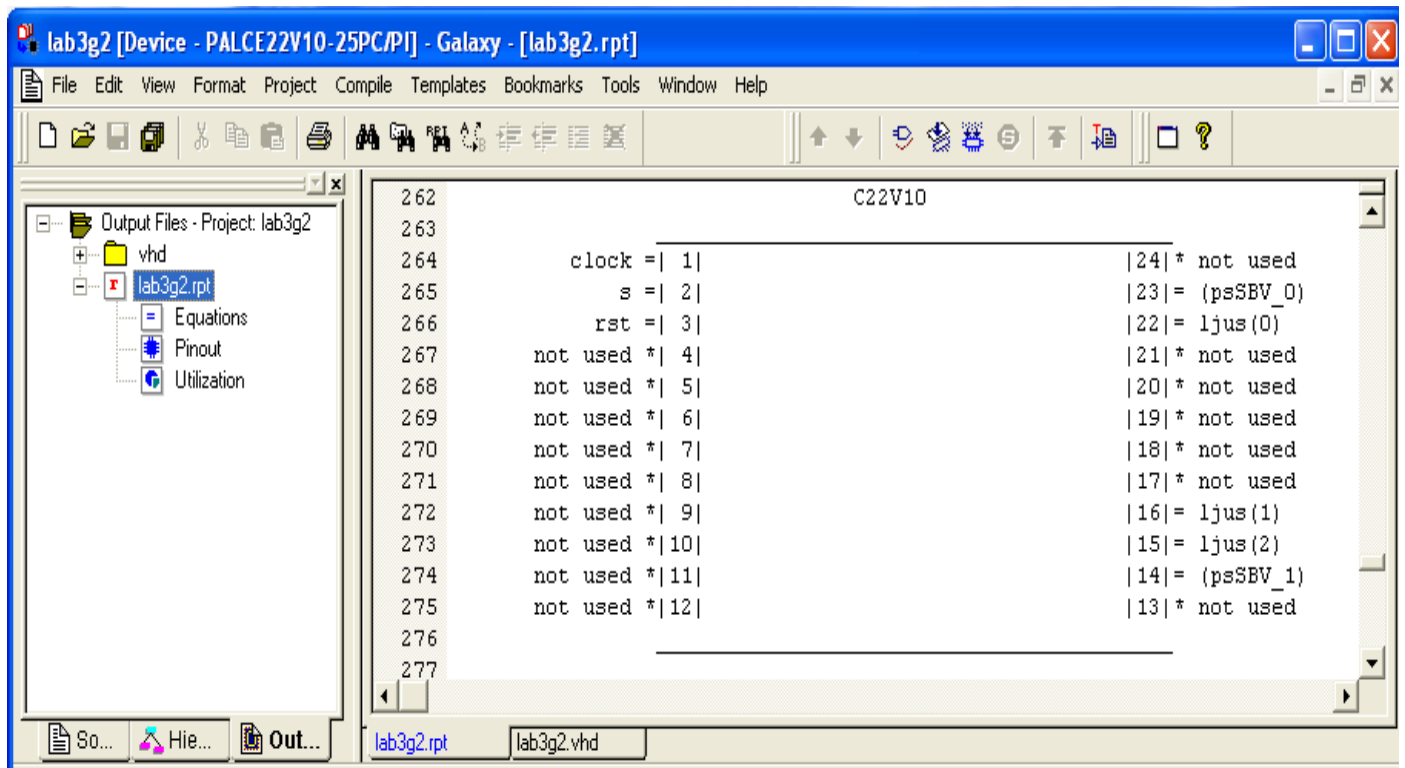 lab3g2 [Device - PALCE22V10-25PC/PI] - Galaxy - [lab3g2.rpt]
File Edit View Format Project Compile Templates Bookmarks Tools Window Help
Output Files - Project: lab3g2
vhd
lab3g2.rpt
Equations
Pinout
Utilization
So... Hie... Out...
262 C22V10
263
264 clock =| 1| |24|* not used
265 s =| 2| |23|= (psSBV_0)
266 rst =| 3| |22|= ljus(0)
267 not used *| 4| |21|* not used
268 not used *| 5| |20|* not used
269 not used *| 6| |19|* not used
270 not used *| 7| |18|* not used
271 not used *| 8| |17|* not used
272 not used *| 9| |16|= ljus(1)
273 not used *|10| |15|= ljus(2)
274 not used *|11| |14|= (psSBV_1)
275 not used *|12| |13|* not used
276
277
lab3g2.rpt lab3g2.vhd